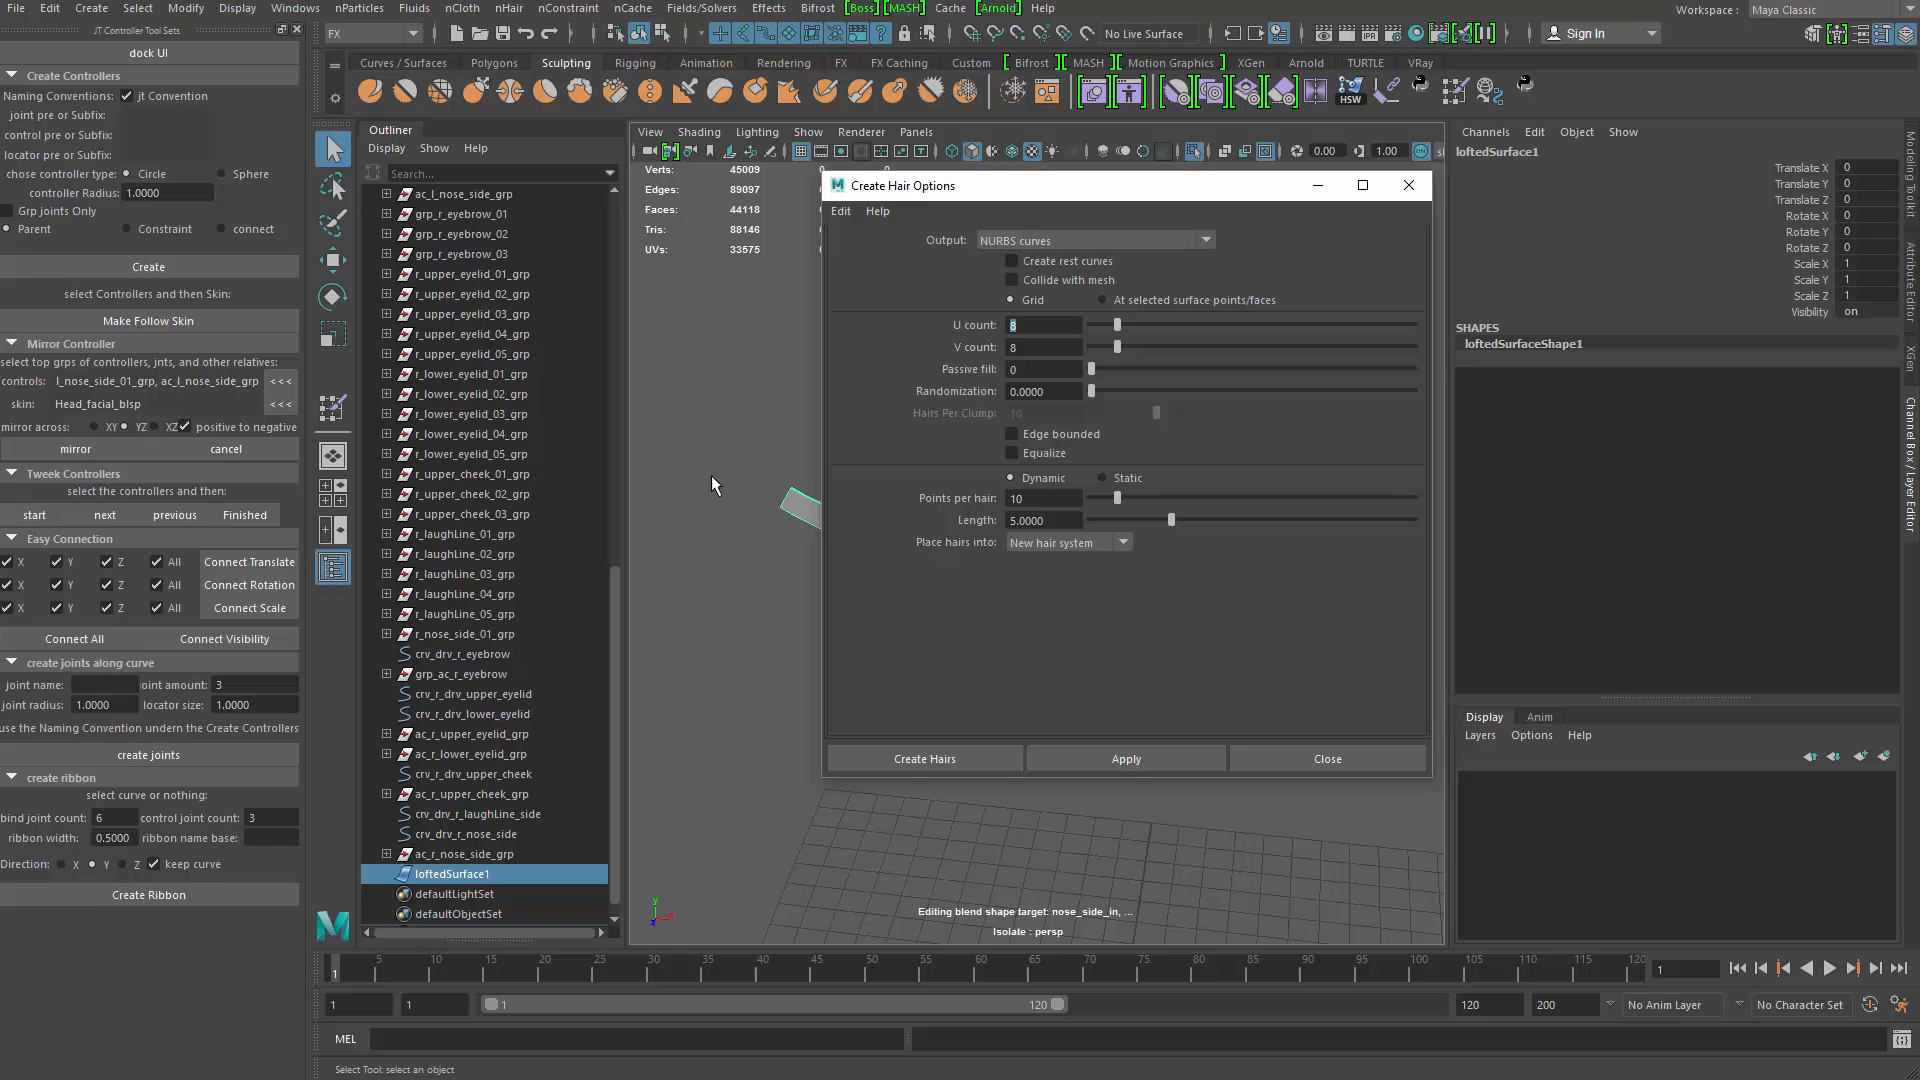 File Edit Create Select Modify Display Windows nParticles Fluids nCloth nHair nConstraint nCache Fields/Solvers Effects Bifrost [Boss] [MASH] Cache [Arnold] Help
Workspace : Maya Classic
JT Controller Tool Sets
FX
No Live Surface
Sign In
dock UI
Create Controllers
Naming Conventions: jt Convention
joint pre or Subfix:
control pre or Subfix:
locator pre or Subfix:
chose controller type: Circle Sphere
controller Radius: 1.0000
Grp joints Only
Parent Constraint connect
Create
select Controllers and then Skin:
Make Follow Skin
Mirror Controller
select top grps of controllers, jnts, and other relatives:
controls: l_nose_side_01_grp, ac_l_nose_side_grp <<<
skin: Head_facial_blsp <<<
mirror across: XY YZ XZ positive to negative
mirror cancel
Tweek Controllers
select the controllers and then:
start next previous Finished
Easy Connection
X Y Z All Connect Translate
X Y Z All Connect Rotation
X Y Z All Connect Scale
Connect All Connect Visibility
create joints along curve
joint name: oint amount: 3
joint radius: 1.0000 locator size: 1.0000
use the Naming Convention undern the Create Controllers
create joints
create ribbon
select curve or nothing:
bind joint count: 6 control joint count: 3
ribbon width: 0.5000 ribbon name base:
Direction: X Y Z keep curve
Create Ribbon
Curves / Surfaces Polygons Sculpting Rigging Animation Rendering FX FX Caching Custom Bifrost MASH Motion Graphics XGen Arnold TURTLE VRay
HSW
Outliner
Display Show Help
Search...
ac_l_nose_side_grp
grp_r_eyebrow_01
grp_r_eyebrow_02
grp_r_eyebrow_03
r_upper_eyelid_01_grp
r_upper_eyelid_02_grp
r_upper_eyelid_03_grp
r_upper_eyelid_04_grp
r_upper_eyelid_05_grp
r_lower_eyelid_01_grp
r_lower_eyelid_02_grp
r_lower_eyelid_03_grp
r_lower_eyelid_04_grp
r_lower_eyelid_05_grp
r_upper_cheek_01_grp
r_upper_cheek_02_grp
r_upper_cheek_03_grp
r_laughLine_01_grp
r_laughLine_02_grp
r_laughLine_03_grp
r_laughLine_04_grp
r_laughLine_05_grp
r_nose_side_01_grp
crv_drv_r_eyebrow
grp_ac_r_eyebrow
crv_r_drv_upper_eyelid
crv_r_drv_lower_eyelid
ac_r_upper_eyelid_grp
ac_r_lower_eyelid_grp
crv_drv_r_upper_cheek
ac_r_upper_cheek_grp
crv_drv_r_laughLine_side
crv_drv_r_nose_side
ac_r_nose_side_grp
loftedSurface1
defaultLightSet
defaultObjectSet
View Shading Lighting Show Renderer Panels
0.00 1.00
Verts: 45009
Edges: 89097
Faces: 44118
Tris: 88146
UVs: 33575
Create Hair Options
Edit Help
Output: NURBS curves
Create rest curves
Collide with mesh
Grid At selected surface points/faces
U count: 8
V count: 8
Passive fill: 0
Randomization: 0.0000
Hairs Per Clump: 10
Edge bounded
Equalize
Dynamic Static
Points per hair: 10
Length: 5.0000
Place hairs into: New hair system
Create Hairs Apply Close
Editing blend shape target: nose_side_in, ...
Isolate : persp
y
x
z
Channels Edit Object Show
loftedSurface1
Translate X 0
Translate Y 0
Translate Z 0
Rotate X 0
Rotate Y 0
Rotate Z 0
Scale X 1
Scale Y 1
Scale Z 1
Visibility on
SHAPES
loftedSurfaceShape1
Display Anim
Layers Options Help
Modeling Toolkit
Attribute Editor
XGen
Channel Box / Layer Editor
1 5 10 15 20 25 30 35 40 45 50 55 60 65 70 75 80 85 90 95 100 105 110 115 120
1
1 1 1 120 120 200 No Anim Layer No Character Set
MEL
Select Tool: select an object